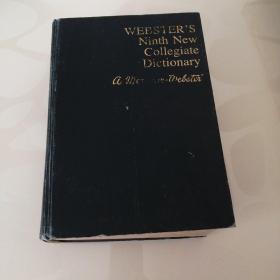 WEBSTER'S
Ninth New
Collegiate
Dictionary
A Merriam-Webster